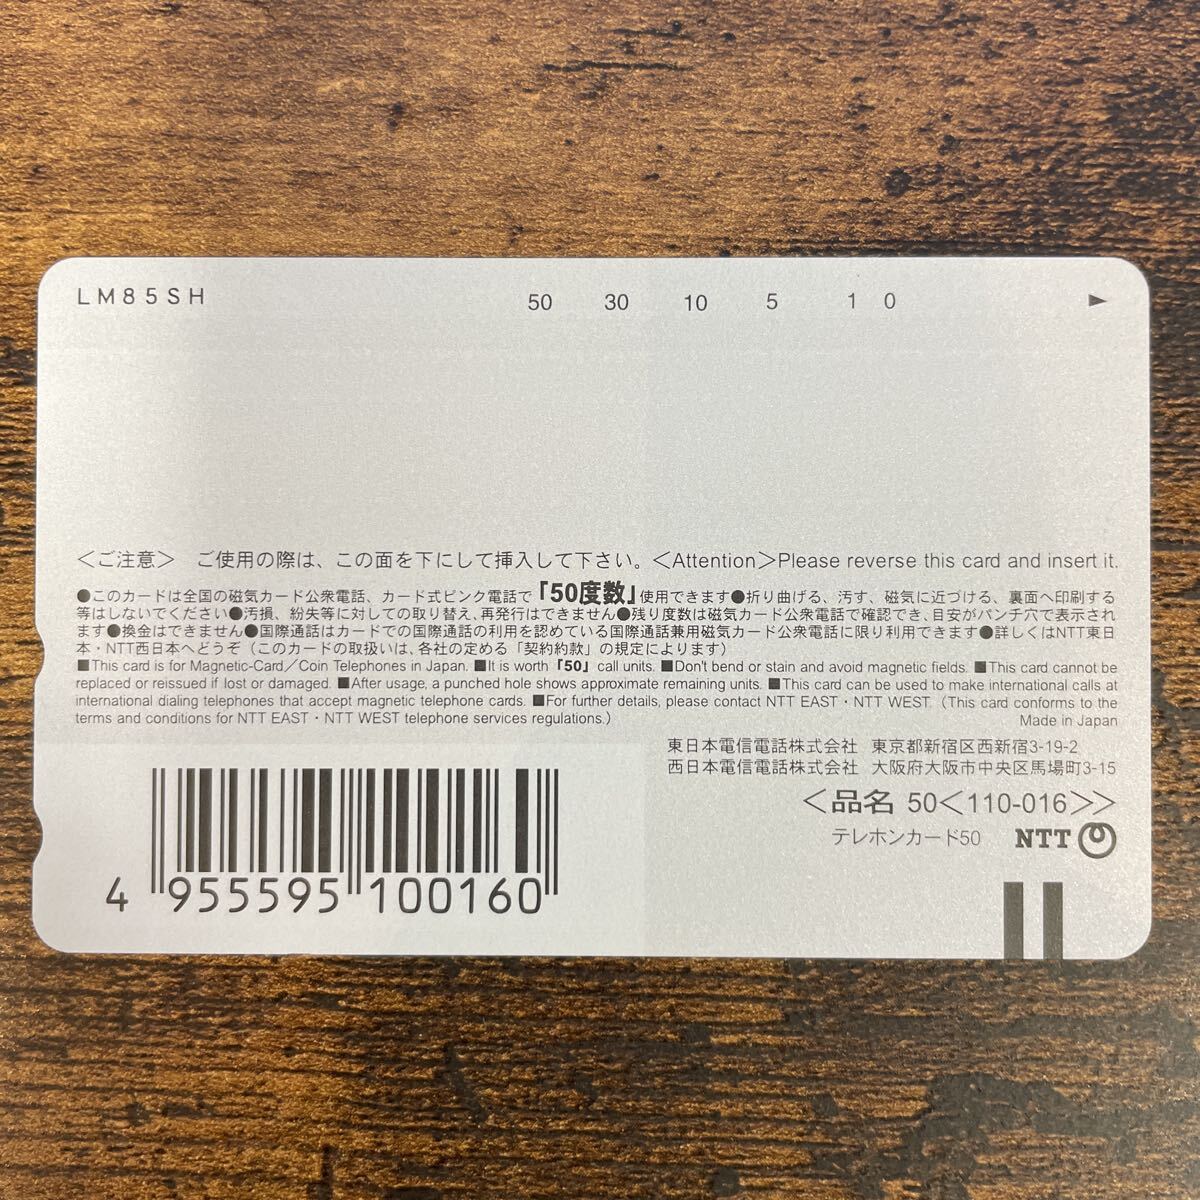 LM85SH 50 30 10 5 1 0 ▶
＜ご注意＞ ご使用の際は、この面を下にして挿入して下さい。＜Attention＞Please reverse this card and insert it.
●このカードは全国の磁気カード公衆電話、カード式ピンク電話で「50度数」使用できます●折り曲げる、汚す、磁気に近づける、裏面へ印刷する
等はしないでください●汚損、紛失等に対しての取り替え、再発行はできません●残り度数は磁気カード公衆電話で確認でき、目安がパンチ穴で表示され
ます●換金はできません●国際通話はカードでの国際通話の利用を認めている国際通話兼用磁気カード公衆電話に限り利用できます●詳しくはNTT東日
本・NTT西日本へどうぞ（このカードの取扱いは、各社の定める「契約約款」の規定によります）
■This card is for Magnetic-Card／Coin Telephones in Japan. ■It is worth「50」call units. ■Don't bend or stain and avoid magnetic fields. ■This card cannot be
replaced or reissued if lost or damaged. ■After usage, a punched hole shows approximate remaining units. ■This card can be used to make international calls at
international dialing telephones that accept magnetic telephone cards. ■For further details, please contact NTT EAST・NTT WEST.（This card conforms to the
terms and conditions for NTT EAST・NTT WEST telephone services regulations.） Made in Japan
東日本電信電話株式会社 東京都新宿区西新宿3-19-2
西日本電信電話株式会社 大阪府大阪市中央区馬場町3-15
＜品名 50＜110-016＞＞
テレホンカード50 NTT
4 955595 100160